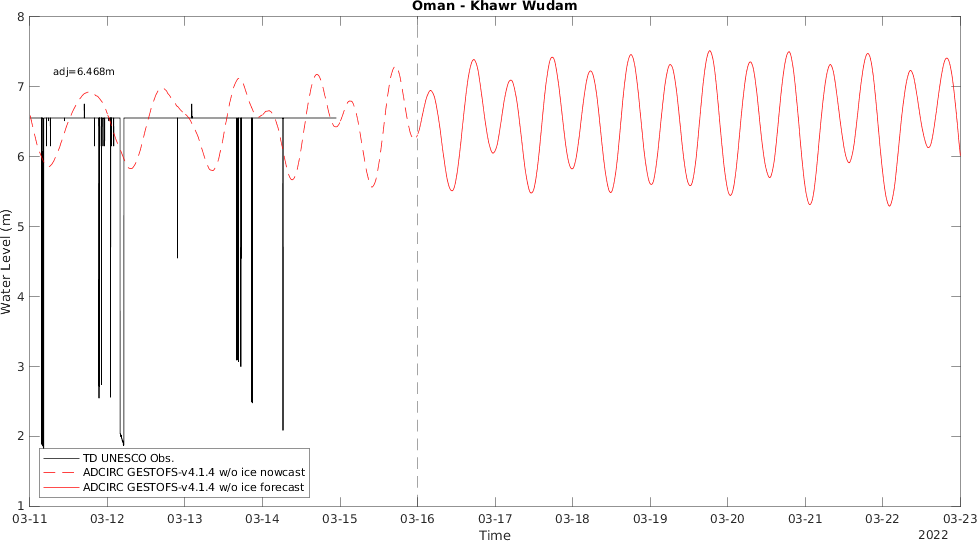 Oman - Khawr Wudam
8
7
6
5
4
3
2
1
Water Level (m)
adj=6.468m
TD UNESCO Obs.
ADCIRC GESTOFS-v4.1.4 w/o ice nowcast
ADCIRC GESTOFS-v4.1.4 w/o ice forecast
03-11 03-12 03-13 03-14 03-15 03-16 03-17 03-18 03-19 03-20 03-21 03-22 03-23
Time
2022